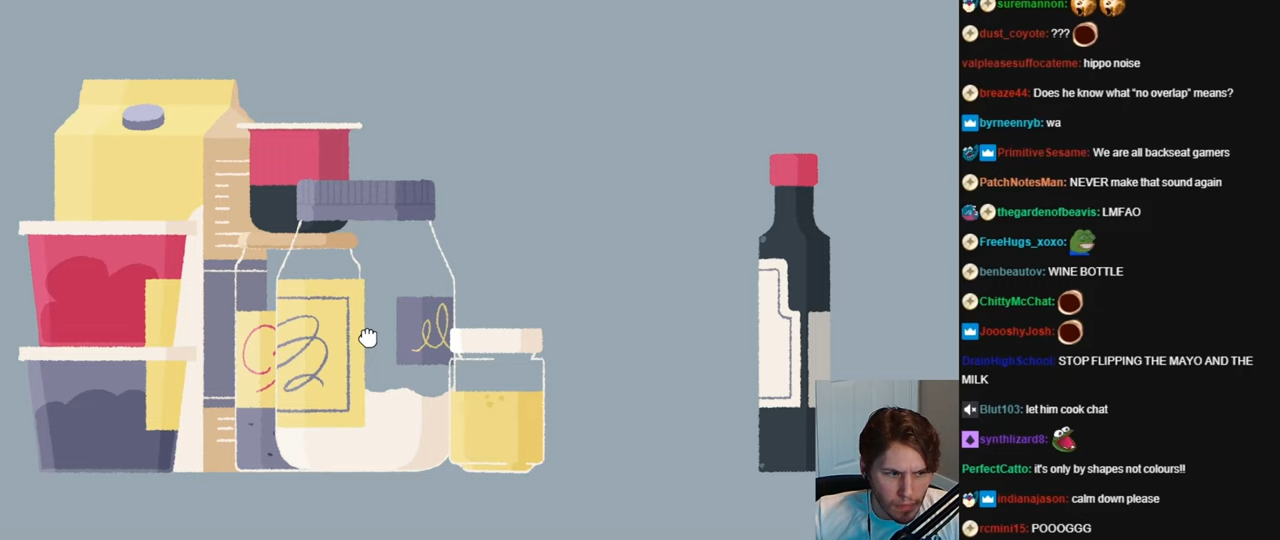 suremannon:
dust_coyote: ???
valpleasesuffocateme: hippo noise
breaze44: Does he know what "no overlap" means?
byrneenryb: wa
PrimitiveSesame: We are all backseat gamers
PatchNotesMan: NEVER make that sound again
thegardenofbeavis: LMFAO
FreeHugs_xoxo:
benbeautov: WINE BOTTLE
ChittyMcChat:
JoooshyJosh:
DrainHighSchool: STOP FLIPPING THE MAYO AND THE
MILK
Blut103: let him cook chat
synthlizard8:
PerfectCatto: it's only by shapes not colours!!
indianajason: calm down please
rcmini15: POOOGGG